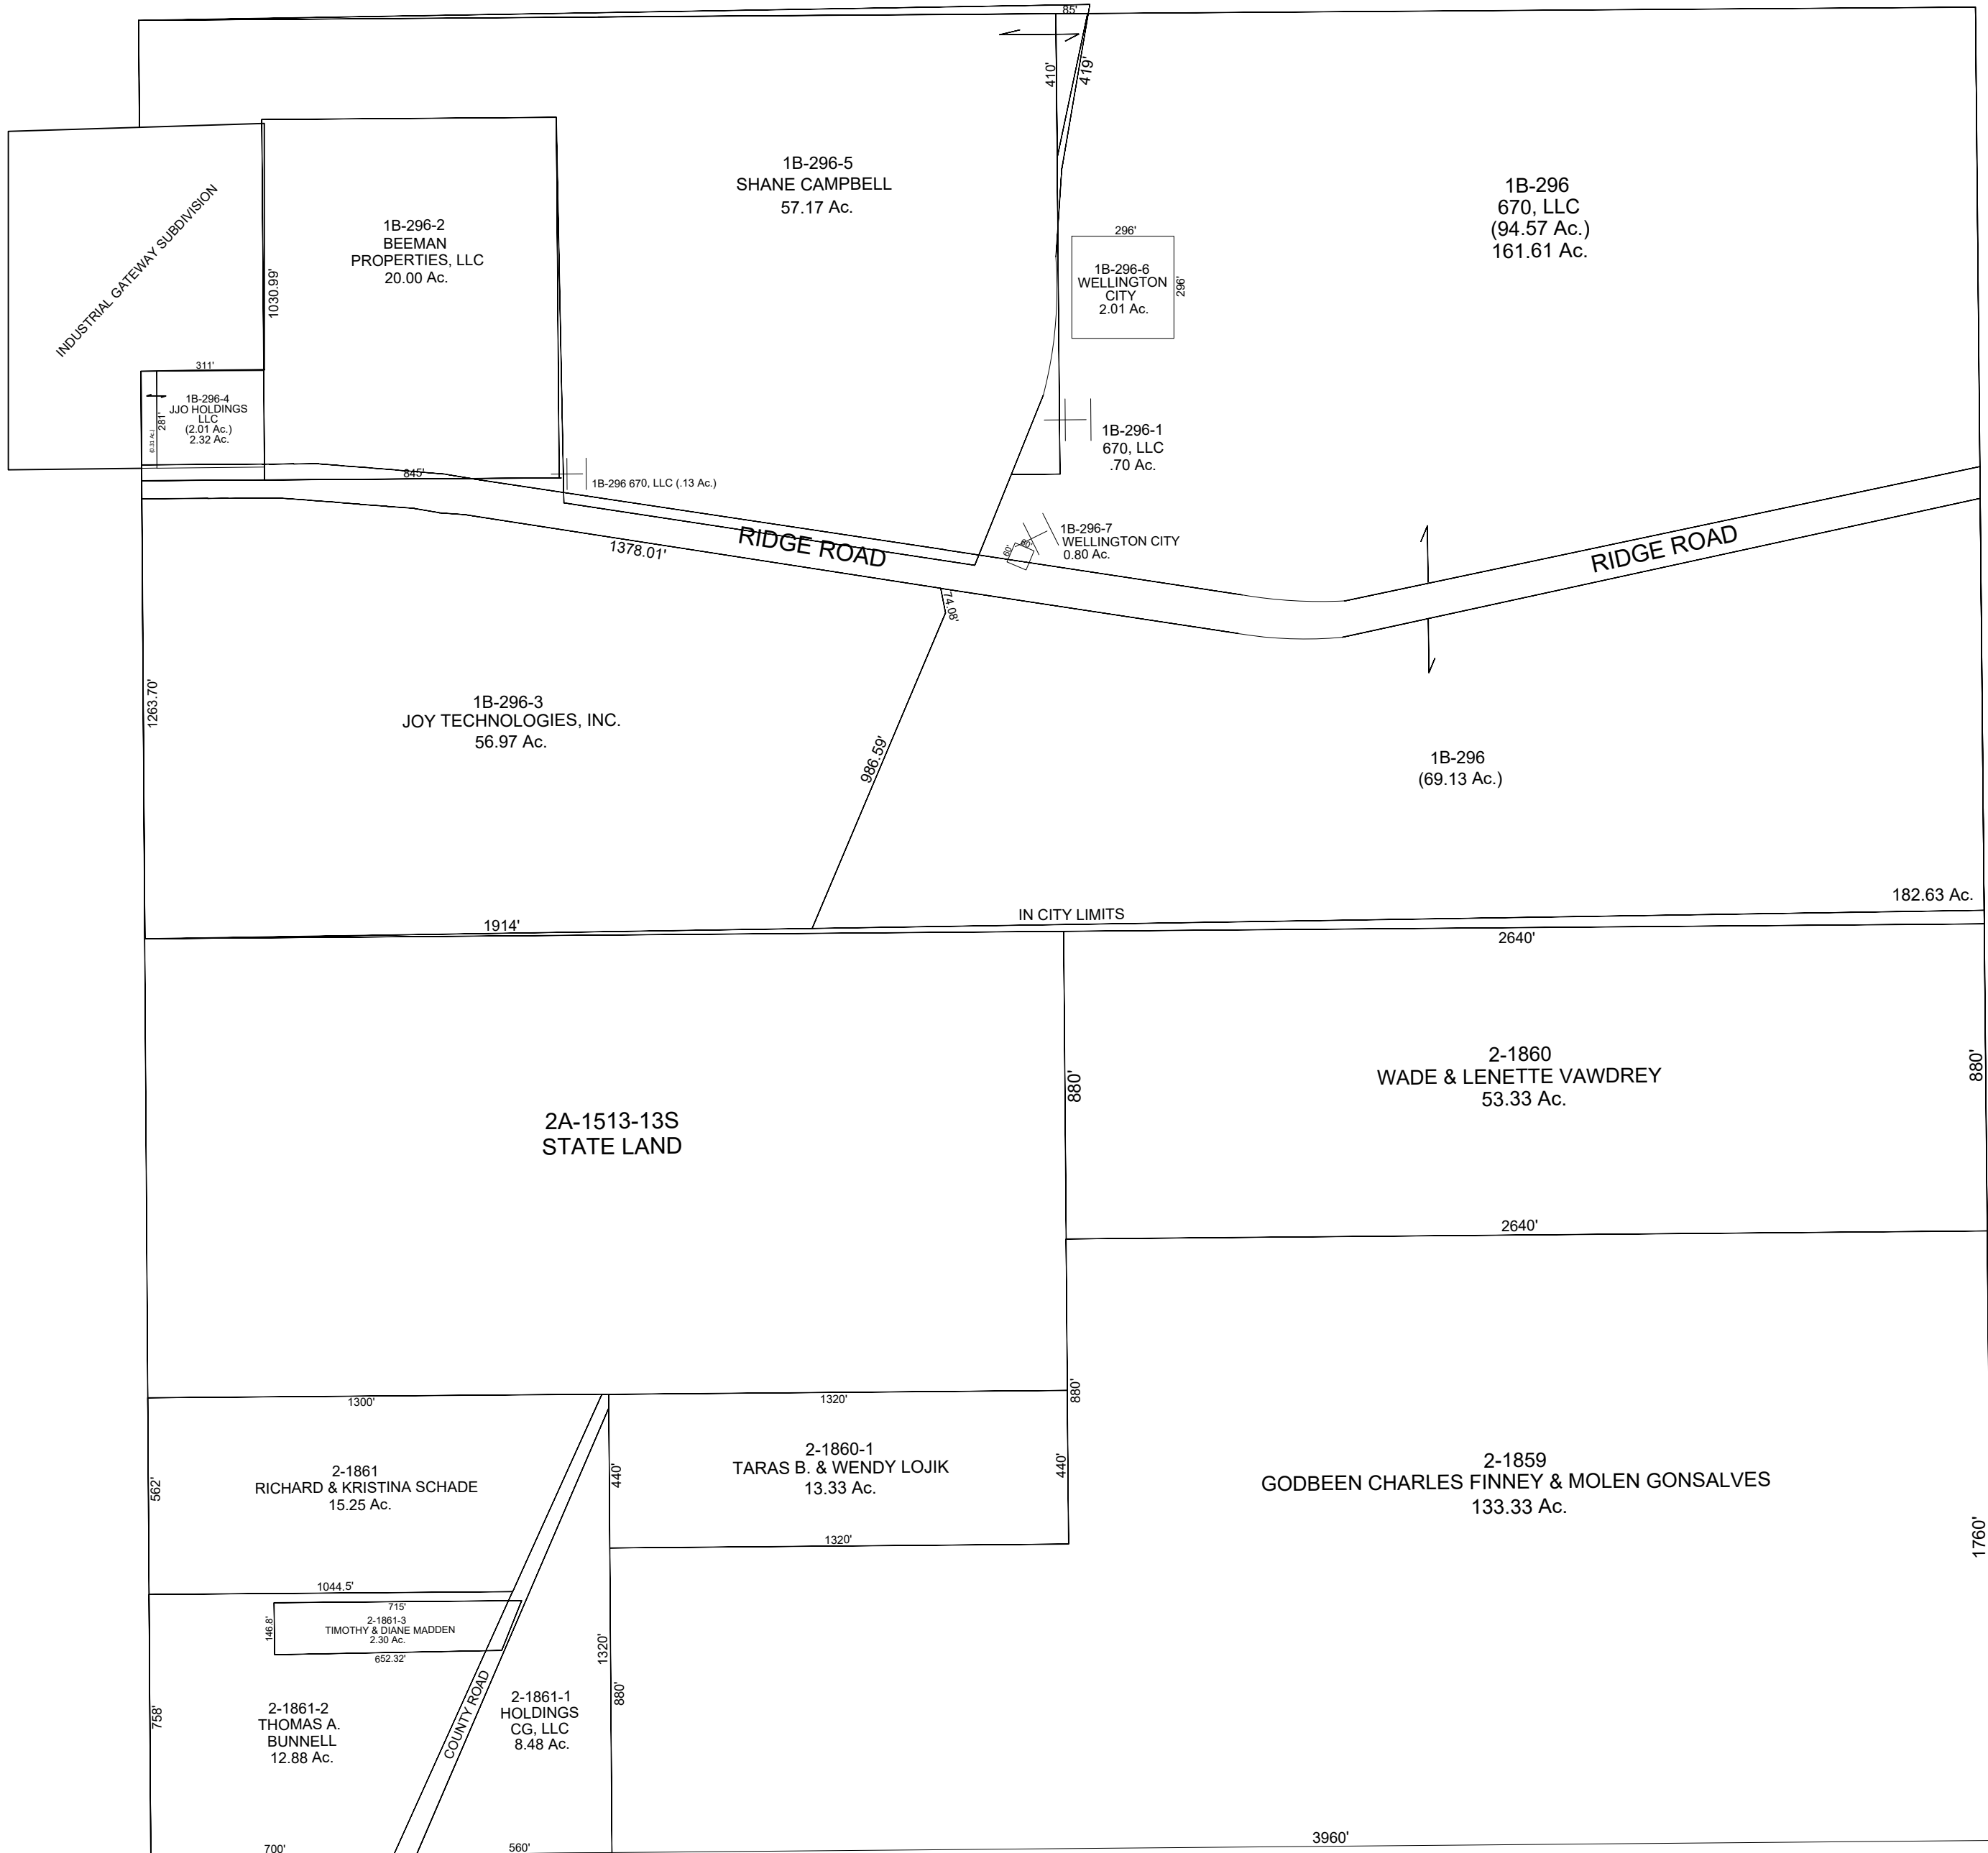 85'
410'
419'
1B-296-5
SHANE CAMPBELL
57.17 Ac.
1B-296
670, LLC
(94.57 Ac.)
161.61 Ac.
INDUSTRIAL GATEWAY SUBDIVISION
1B-296-2
BEEMAN
PROPERTIES, LLC
20.00 Ac.
1030.99'
296'
296'
1B-296-6
WELLINGTON
CITY
2.01 Ac.
311'
1B-296-4
JJO HOLDINGS
LLC
(2.01 Ac.)
2.32 Ac.
281'
(0.31 Ac.)
845'
1B-296 670, LLC (.13 Ac.)
1B-296-1
670, LLC
.70 Ac.
1B-296-7
WELLINGTON CITY
0.80 Ac.
60'
60'
RIDGE ROAD
RIDGE ROAD
1378.01'
74.08'
1263.70'
1B-296-3
JOY TECHNOLOGIES, INC.
56.97 Ac.
986.59'
1B-296
(69.13 Ac.)
182.63 Ac.
IN CITY LIMITS
1914'
2640'
2A-1513-13S
STATE LAND
880'
2-1860
WADE & LENETTE VAWDREY
53.33 Ac.
880'
2640'
1300'
1320'
880'
562'
2-1861
RICHARD & KRISTINA SCHADE
15.25 Ac.
440'
2-1860-1
TARAS B. & WENDY LOJIK
13.33 Ac.
440'
1320'
2-1859
GODBEEN CHARLES FINNEY & MOLEN GONSALVES
133.33 Ac.
1760'
1044.5'
715'
146.8'
2-1861-3
TIMOTHY & DIANE MADDEN
2.30 Ac.
652.32'
1320'
880'
758'
2-1861-2
THOMAS A.
BUNNELL
12.88 Ac.
COUNTY ROAD
2-1861-1
HOLDINGS
CG, LLC
8.48 Ac.
700'
560'
3960'